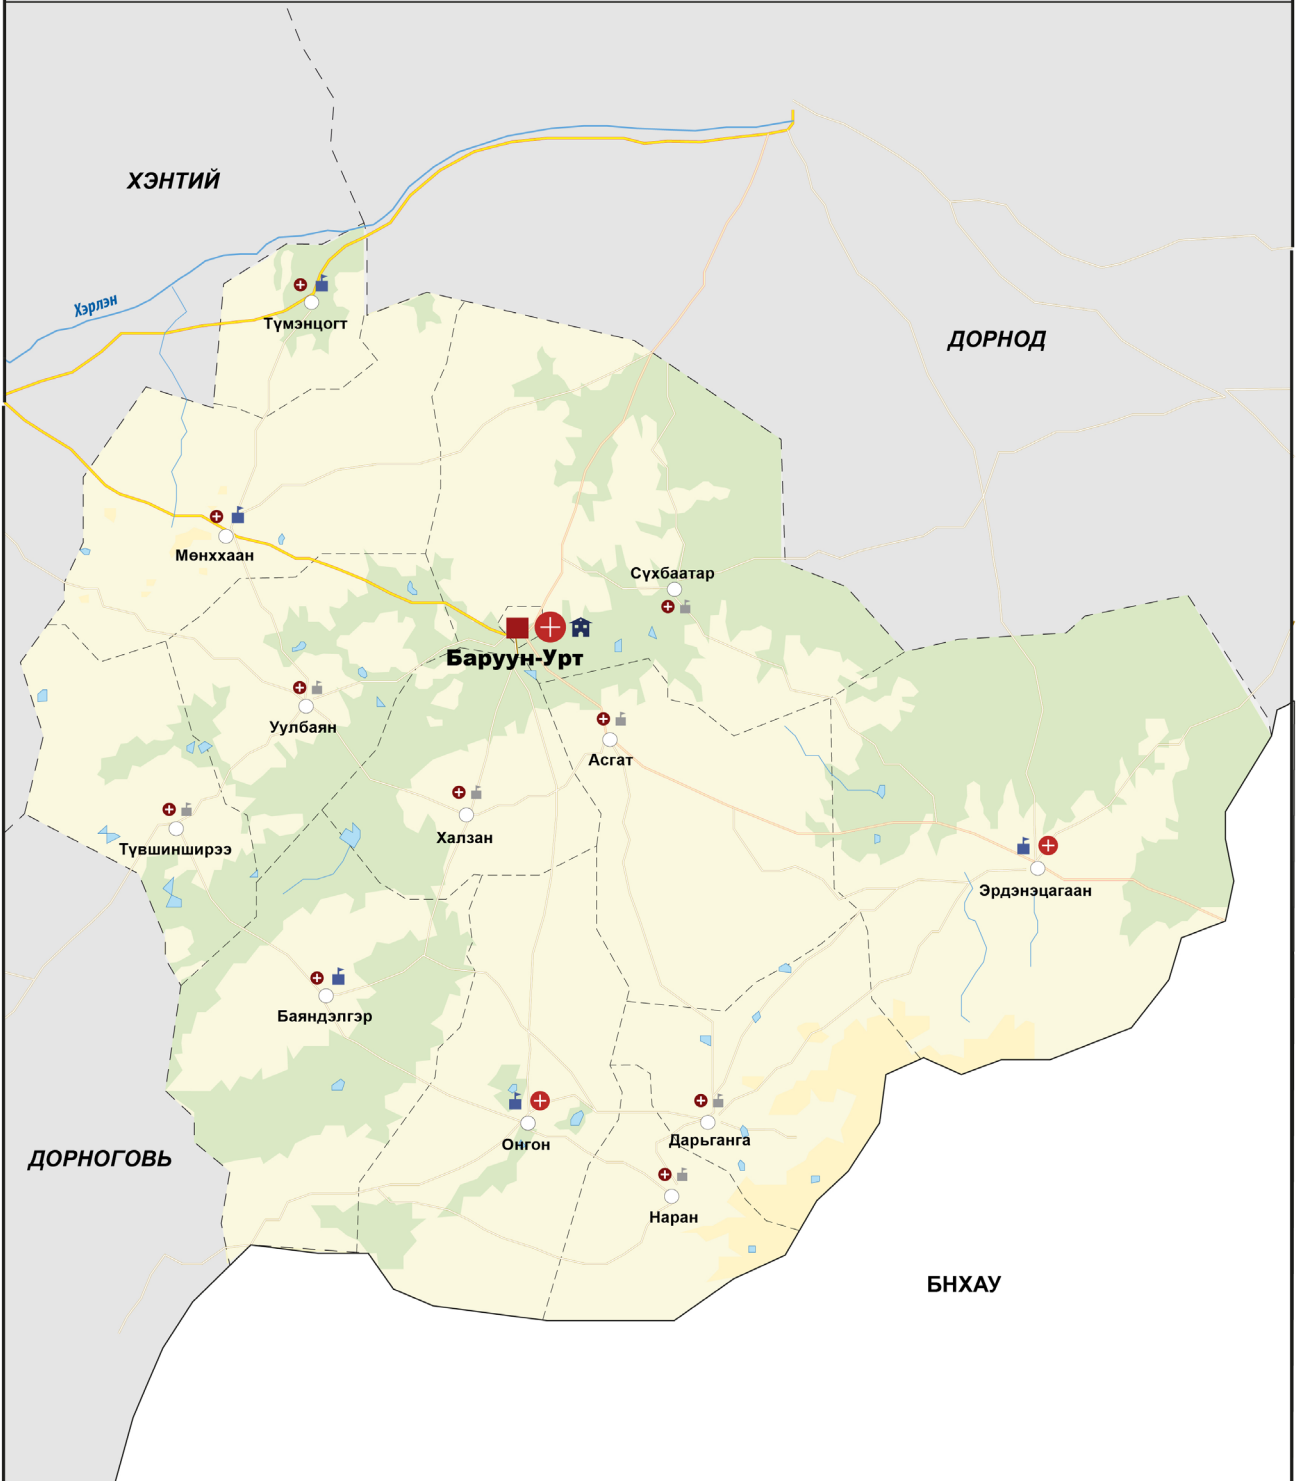 ХЭНТИЙ
Хэрлэн
Түмэнцогт
ДОРНОД
Мөнххаан
Сүхбаатар
Баруун-Урт
Уулбаян
Асгат
Халзан
Түвшинширээ
Эрдэнэцагаан
Баяндэлгэр
Онгон
Дарьганга
ДОРНОГОВЬ
Наран
БНХАУ